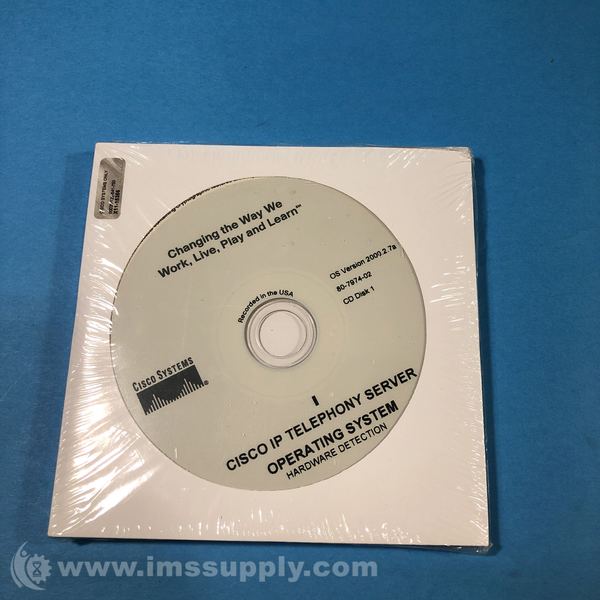 Changing the Way We
Work, Live, Play and Learn™
OS Version 2000.2.7a
80-7974-02
CD Disk 1
Recorded in the USA
CISCO SYSTEMS
®
CISCO IP TELEPHONY SERVER
OPERATING SYSTEM
HARDWARE DETECTION
www.imssupply.com